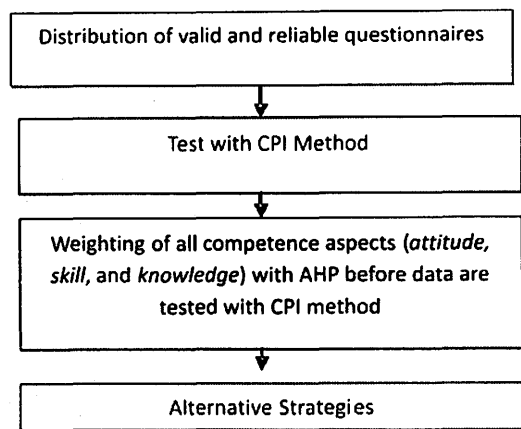 Distribution of valid and reliable questionnaires
Test with CPI Method
Weighting of all competence aspects (attitude,
skill, and knowledge) with AHP before data are
tested with CPI method
Alternative Strategies